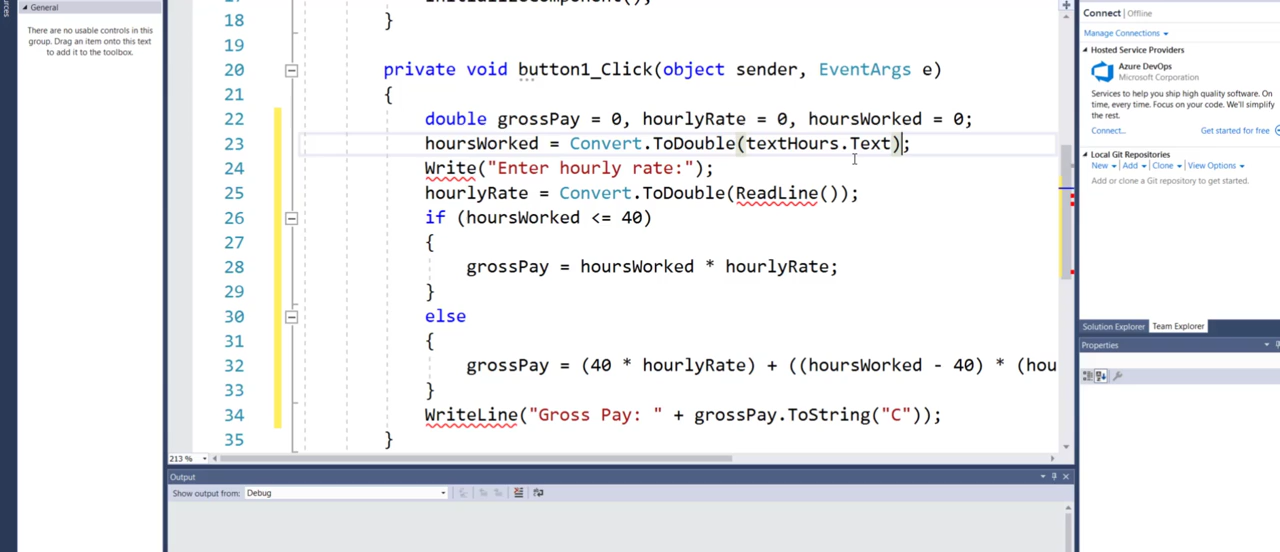 General
There are no usable controls in this
group. Drag an item onto this text
to add it to the toolbox.
18 }
19
20 private void button1_Click(object sender, EventArgs e)
21 {
22 double grossPay = 0, hourlyRate = 0, hoursWorked = 0;
23 hoursWorked = Convert.ToDouble(textHours.Text);
24 Write("Enter hourly rate:");
25 hourlyRate = Convert.ToDouble(ReadLine());
26 if (hoursWorked <= 40)
27 {
28 grossPay = hoursWorked * hourlyRate;
29 }
30 else
31 {
32 grossPay = (40 * hourlyRate) + ((hoursWorked - 40) * (hou
33 }
34 WriteLine("Gross Pay: " + grossPay.ToString("C"));
35 }
213 %
Output
Show output from: Debug
Connect | Offline
Manage Connections
Hosted Service Providers
Azure DevOps
Microsoft Corporation
Services to help you ship high quality software. On
time, every time. Focus on your code. We'll simplify
the rest.
Connect... Get started for free
Local Git Repositories
New Add Clone View Options
Add or clone a Git repository to get started.
Solution Explorer Team Explorer
Properties